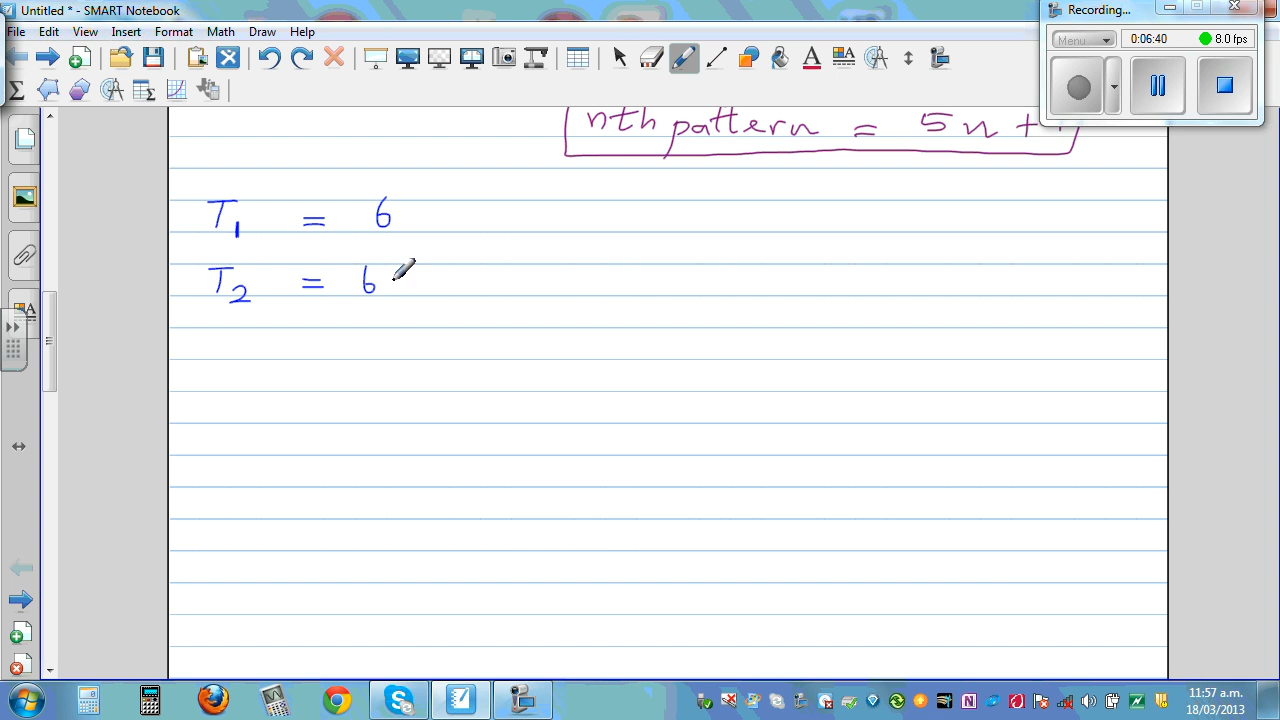 Untitled * - SMART Notebook
Recording...
File Edit View Insert Format Math Draw Help
Menu 0:06:40 8.0 fps
nth pattern = 5n +
T1 = 6
T2 = 6
11:57 a.m.
18/03/2013